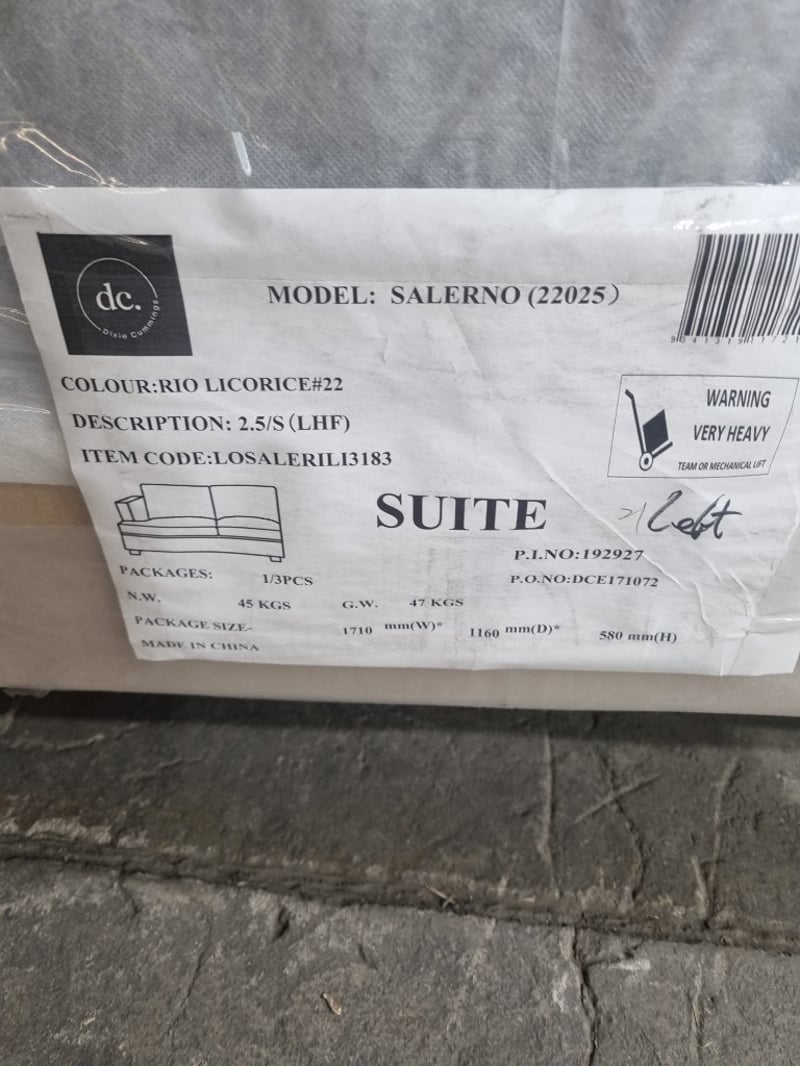 dc.
Dixie Cummings
MODEL: SALERNO (22025)
COLOUR:RIO LICORICE#22
DESCRIPTION: 2.5/S (LHF)
ITEM CODE:LOSALERILI3183
WARNING
VERY HEAVY
TEAM OR MECHANICAL LIFT
SUITE
Left
P.I.NO:192927
P.O.NO:DCE171072
PACKAGES: 1/3PCS
N.W. 45 KGS G.W. 47 KGS
PACKAGE SIZE- 1710 mm(W)* 1160 mm(D)* 580 mm(H)
MADE IN CHINA